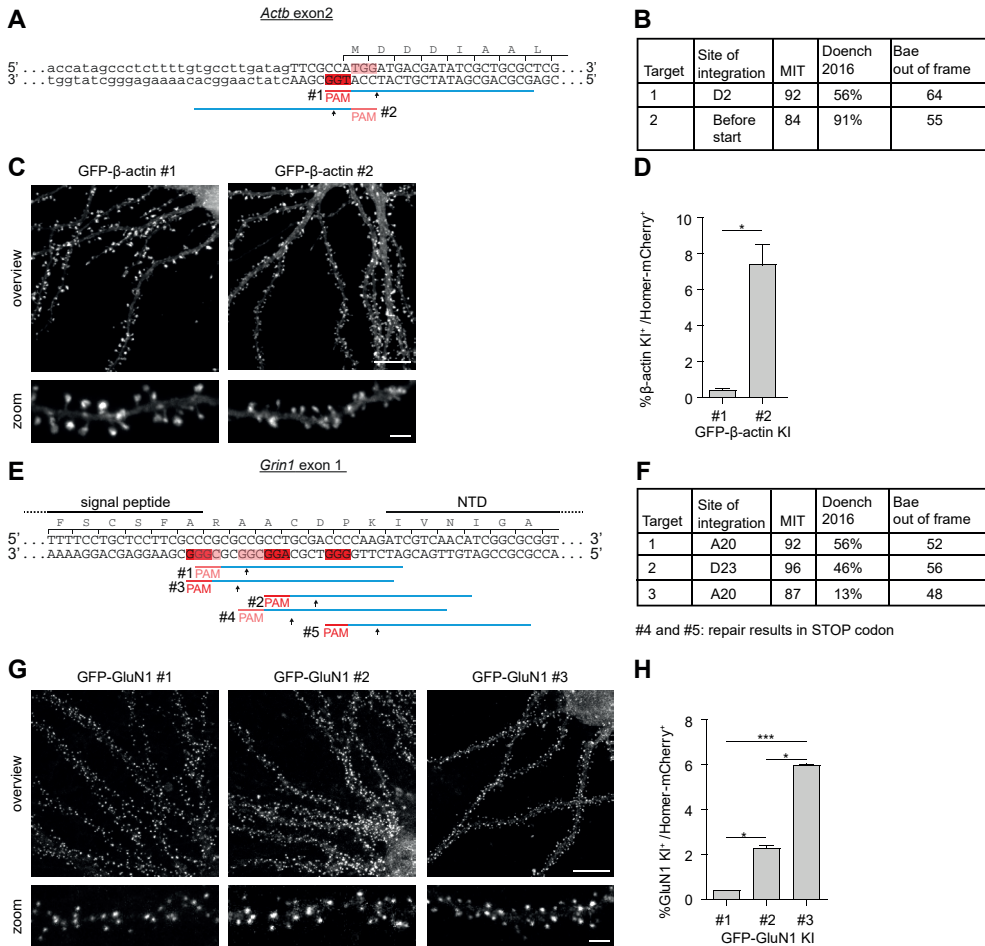 A
Actb exon2
M D D D I A A L
5' ...accatagccctcttttgtgccttgatagTTCGCCATGGATGACGATATCGCTGCGCTCG... 3'
3' ...tggtatcgggagaaaacacggaactatcAAGCGGTACCTACTGCTATAGCGACGCGAGC... 5'
#1 PAM
PAM #2
B
Target Site of integration MIT Doench 2016 Bae out of frame
1 D2 92 56% 64
2 Before start 84 91% 55
C
GFP-β-actin #1 GFP-β-actin #2
overview
zoom
D
%β-actin KI+/Homer-mCherry+
10
8
6
4
2
0
*
#1 #2
GFP-β-actin KI
E
Grin1 exon 1
signal peptide NTD
F S C S F A R A A C D P K I V N I G A
5' ...TTTTCCTGCTCCTTCGCCCGCGCCGCCTGCGACCCCAAGATCGTCAACATCGGCGCGGT... 3'
3' ...AAAAGGACGAGGAAGCGGGCGCGGCGGACGCTGGGGTTCTAGCAGTTGTAGCCGCGCCA... 5'
#1 PAM
#3 PAM
#2 PAM
#4 PAM
#5 PAM
F
Target Site of integration MIT Doench 2016 Bae out of frame
1 A20 92 56% 52
2 D23 96 46% 56
3 A20 87 13% 48
#4 and #5: repair results in STOP codon
G
GFP-GluN1 #1 GFP-GluN1 #2 GFP-GluN1 #3
overview
zoom
H
%GluN1 KI+/Homer-mCherry+
8
6
4
2
0
***
*
*
#1 #2 #3
GFP-GluN1 KI